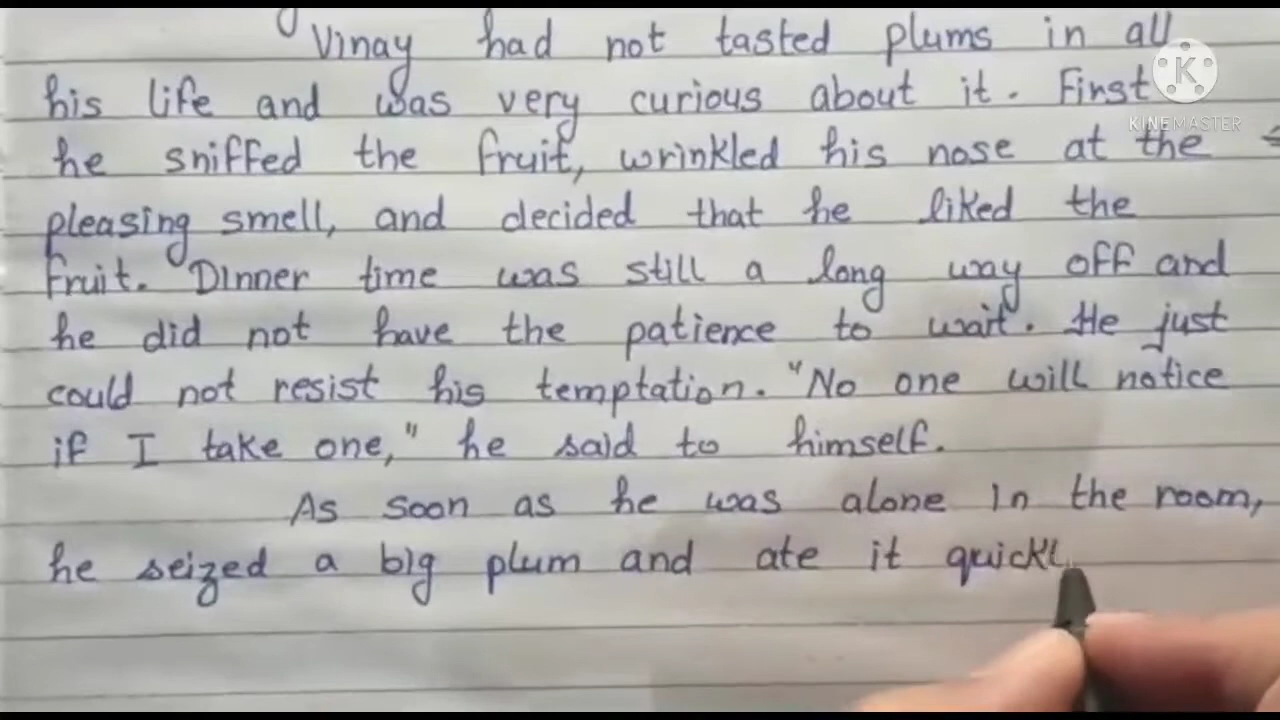 Vinay had not tasted plums in all
his life and was very curious about it. First
he sniffed the fruit, wrinkled his nose at the
pleasing smell, and decided that he liked the
fruit. Dinner time was still a long way off and
he did not have the patience to wait. He just
could not resist his temptation. "No one will notice
if I take one," he said to himself.
As soon as he was alone in the room,
he seized a big plum and ate it quickl
K
KINEMASTER